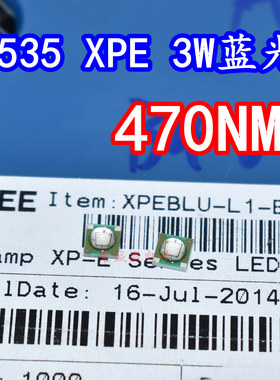 535 XPE 3W蓝光
470NM
EE Item:XPEBLU-L1-
amp XP-E Series LED
lDate: 16-Jul-2014
1000